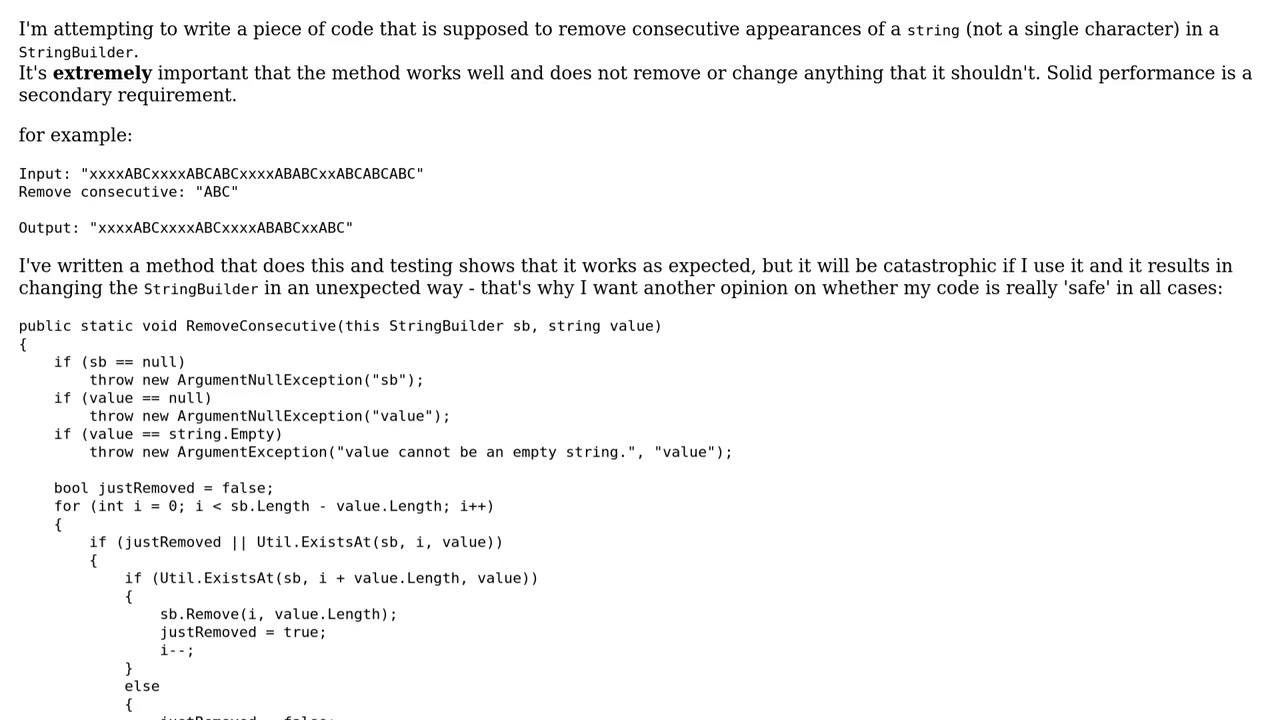 I'm attempting to write a piece of code that is supposed to remove consecutive appearances of a string (not a single character) in a
StringBuilder.
It's extremely important that the method works well and does not remove or change anything that it shouldn't. Solid performance is a
secondary requirement.
for example:
Input: "xxxxABCxxxxABCABCxxxxABABCxxABCABCABC"
Remove consecutive: "ABC"
Output: "xxxxABCxxxxABCxxxxABABCxxABC"
I've written a method that does this and testing shows that it works as expected, but it will be catastrophic if I use it and it results in
changing the StringBuilder in an unexpected way - that's why I want another opinion on whether my code is really 'safe' in all cases:
public static void RemoveConsecutive(this StringBuilder sb, string value)
{
    if (sb == null)
        throw new ArgumentNullException("sb");
    if (value == null)
        throw new ArgumentNullException("value");
    if (value == string.Empty)
        throw new ArgumentException("value cannot be an empty string.", "value");
    bool justRemoved = false;
    for (int i = 0; i < sb.Length - value.Length; i++)
    {
        if (justRemoved || Util.ExistsAt(sb, i, value))
        {
            if (Util.ExistsAt(sb, i + value.Length, value))
            {
                sb.Remove(i, value.Length);
                justRemoved = true;
                i--;
            }
            else
            {
                justRemoved = false;